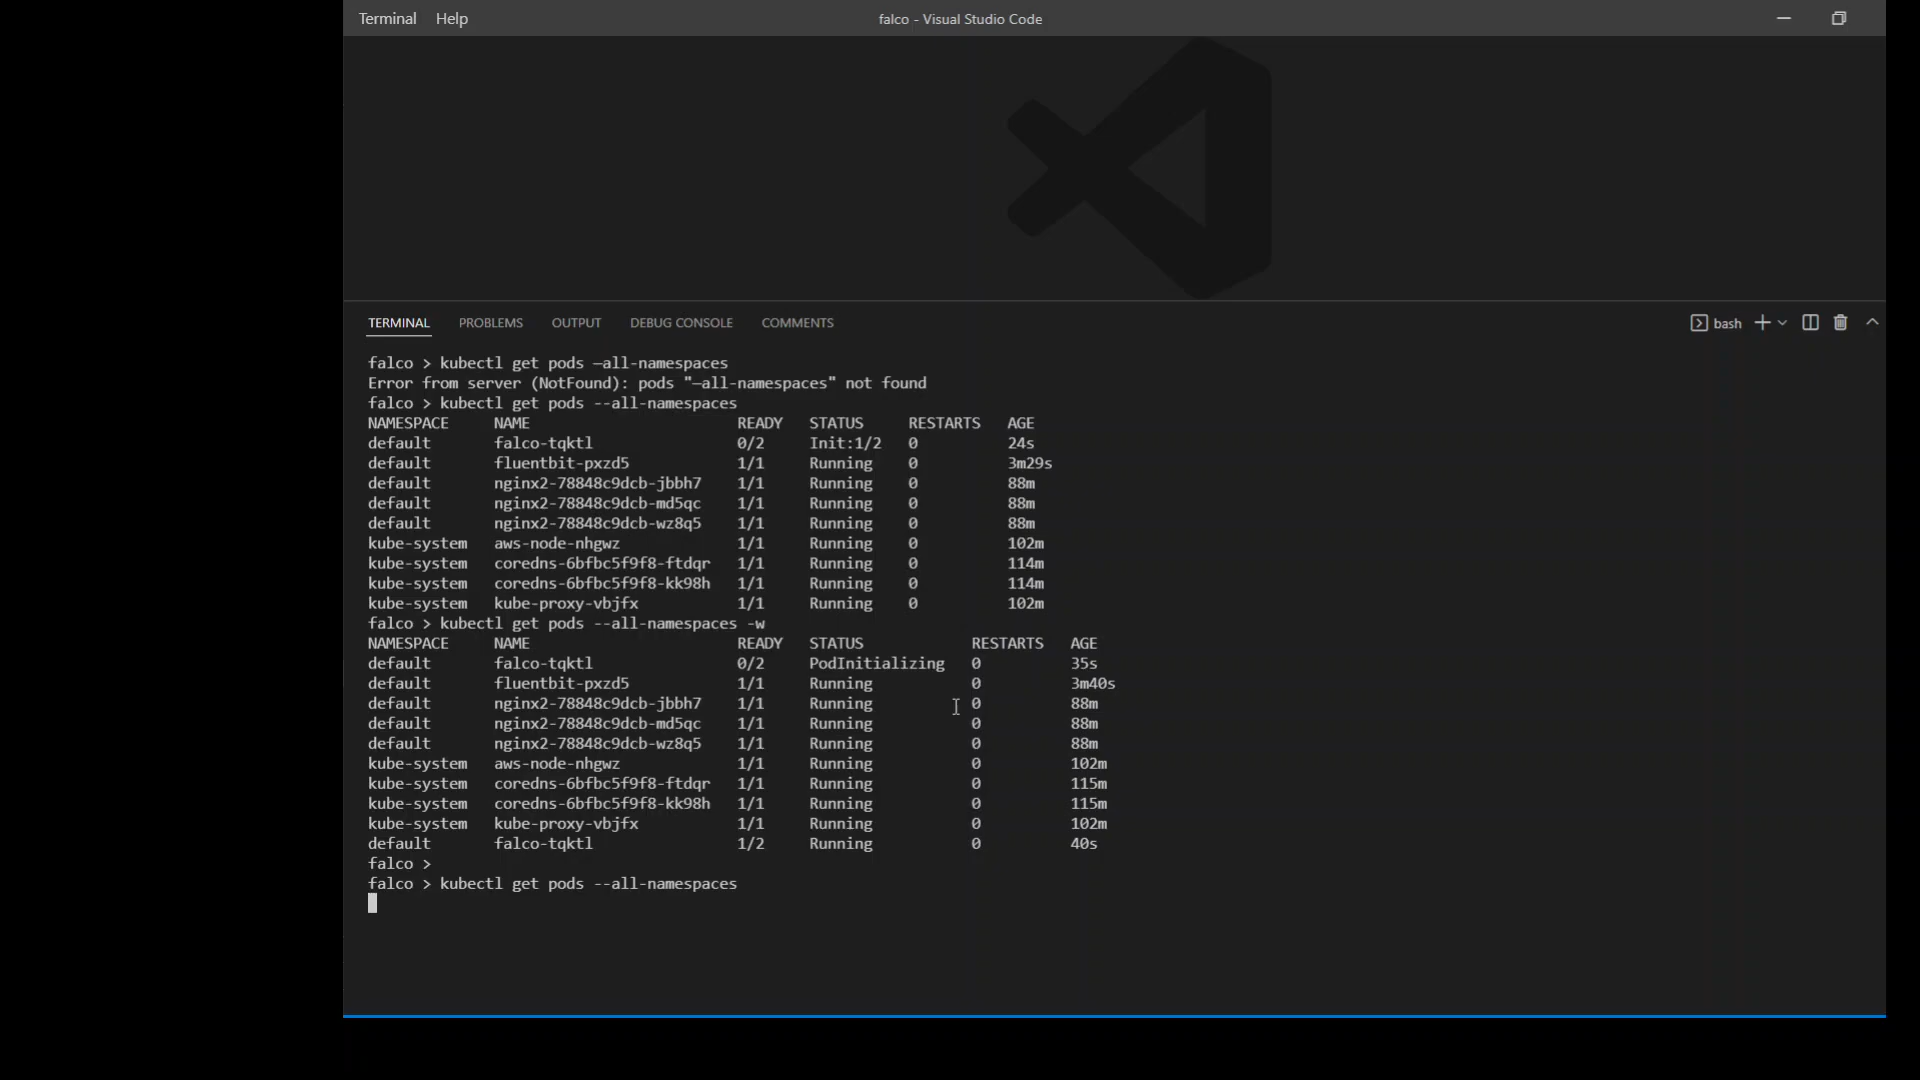 Terminal Help falco - Visual Studio Code
TERMINAL PROBLEMS OUTPUT DEBUG CONSOLE COMMENTS bash
falco > kubectl get pods —all-namespaces
Error from server (NotFound): pods "—all-namespaces" not found
falco > kubectl get pods --all-namespaces
NAMESPACE NAME READY STATUS RESTARTS AGE
default falco-tqktl 0/2 Init:1/2 0 24s
default fluentbit-pxzd5 1/1 Running 0 3m29s
default nginx2-78848c9dcb-jbbh7 1/1 Running 0 88m
default nginx2-78848c9dcb-md5qc 1/1 Running 0 88m
default nginx2-78848c9dcb-wz8q5 1/1 Running 0 88m
kube-system aws-node-nhgwz 1/1 Running 0 102m
kube-system coredns-6bfbc5f9f8-ftdqr 1/1 Running 0 114m
kube-system coredns-6bfbc5f9f8-kk98h 1/1 Running 0 114m
kube-system kube-proxy-vbjfx 1/1 Running 0 102m
falco > kubectl get pods --all-namespaces -w
NAMESPACE NAME READY STATUS RESTARTS AGE
default falco-tqktl 0/2 PodInitializing 0 35s
default fluentbit-pxzd5 1/1 Running 0 3m40s
default nginx2-78848c9dcb-jbbh7 1/1 Running 0 88m
default nginx2-78848c9dcb-md5qc 1/1 Running 0 88m
default nginx2-78848c9dcb-wz8q5 1/1 Running 0 88m
kube-system aws-node-nhgwz 1/1 Running 0 102m
kube-system coredns-6bfbc5f9f8-ftdqr 1/1 Running 0 115m
kube-system coredns-6bfbc5f9f8-kk98h 1/1 Running 0 115m
kube-system kube-proxy-vbjfx 1/1 Running 0 102m
default falco-tqktl 1/2 Running 0 40s
falco >
falco > kubectl get pods --all-namespaces